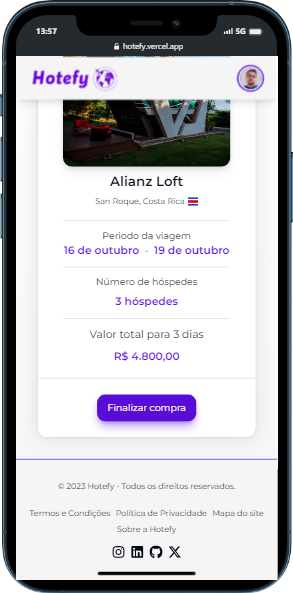 13:57
5G
hotefy.vercel.app
Hotefy
Alianz Loft
San Roque, Costa Rica
Periodo da viagem
16 de outubro - 19 de outubro
Número de hóspedes
3 hóspedes
Valor total para 3 dias
R$ 4.800,00
Finalizar compra
© 2023 Hotefy - Todos os direitos reservados.
Termos e Condições Política de Privacidade Mapa do site
Sobre a Hotefy